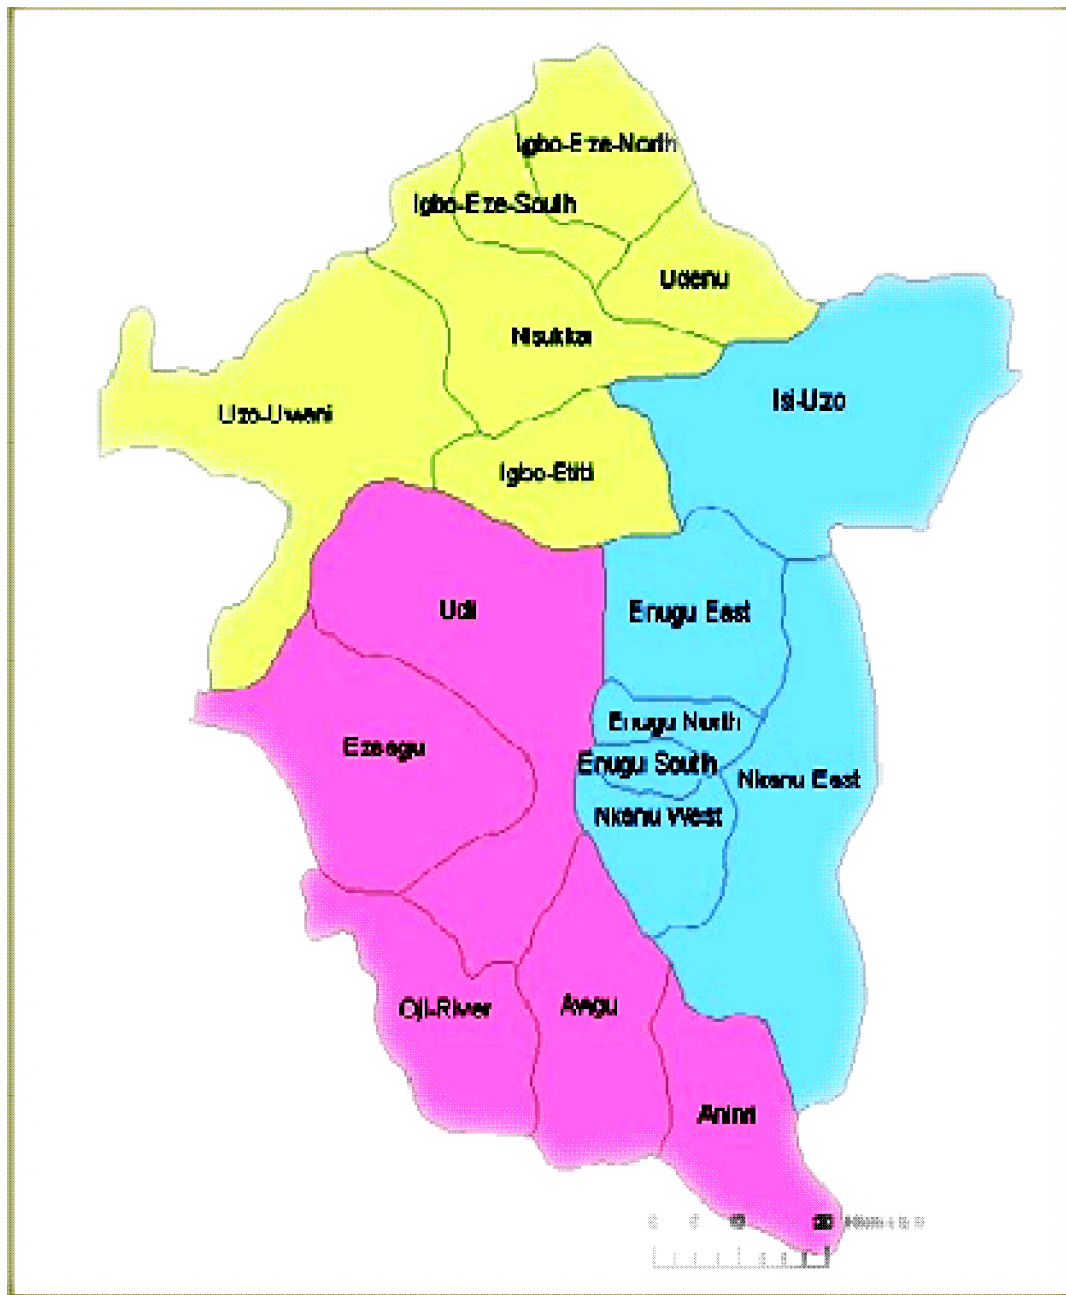 Igbo-Eze-North
Igbo-Eze-South
Udenu
Nsukka
Isi-Uzo
Uzo-Uwani
Igbo-Etiti
Udi
Enugu East
Enugu North
Ezeagu
Enugu South
Nkanu East
Nkanu West
Oji-River
Awgu
Aninri
20